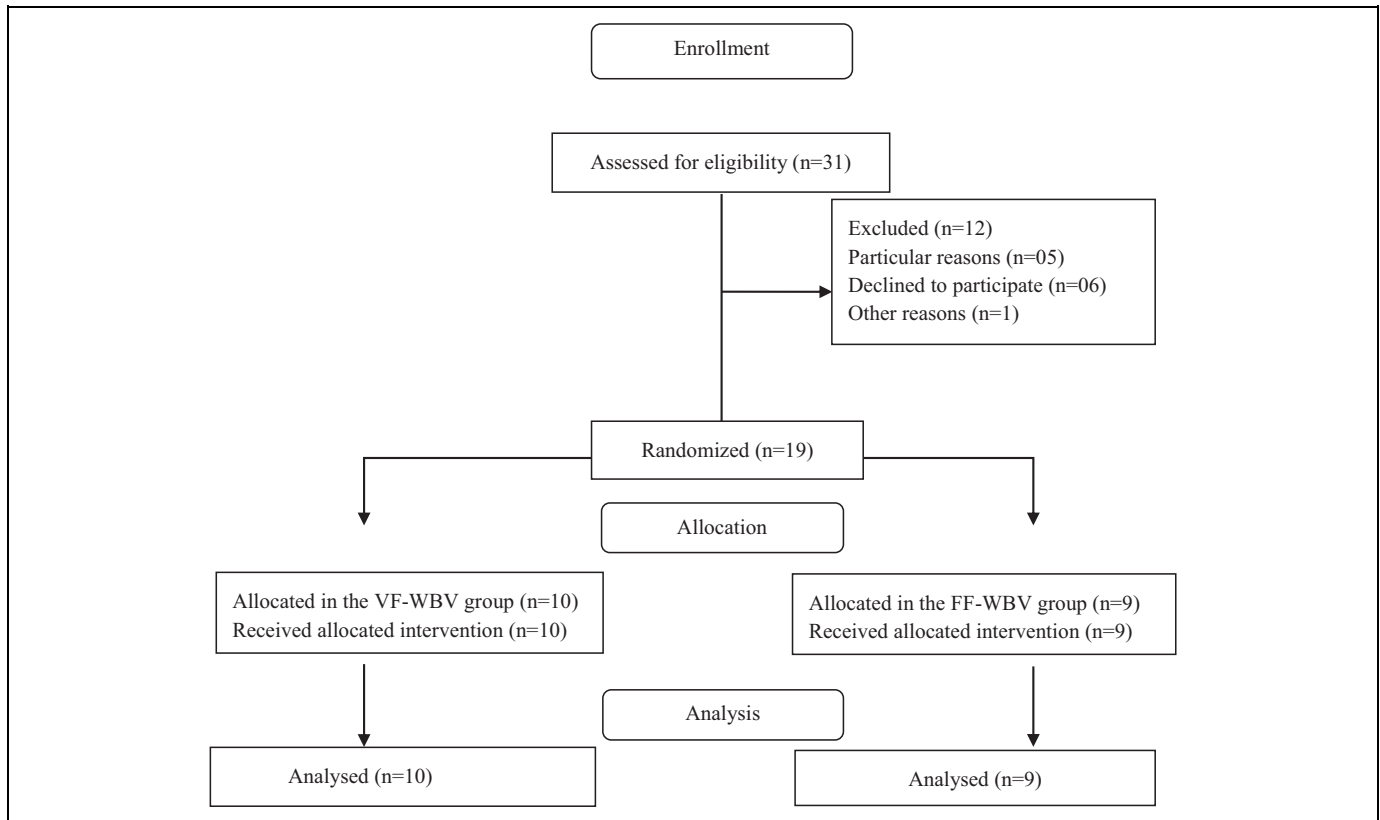 Enrollment
Assessed for eligibility (n=31)
Excluded (n=12)
Particular reasons (n=05)
Declined to participate (n=06)
Other reasons (n=1)
Randomized (n=19)
Allocation
Allocated in the VF-WBV group (n=10)
Received allocated intervention (n=10)
Allocated in the FF-WBV group (n=9)
Received allocated intervention (n=9)
Analysis
Analysed (n=10)
Analysed (n=9)